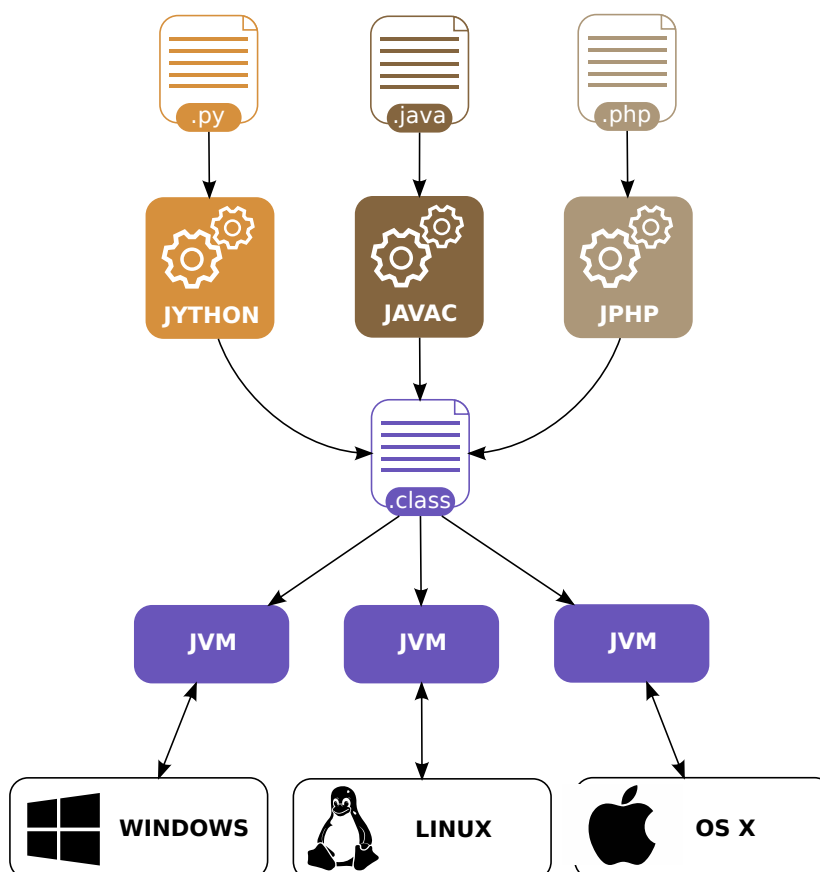 .py
.java
.php
JYTHON
JAVAC
JPHP
.class
JVM
JVM
JVM
WINDOWS
LINUX
OS X